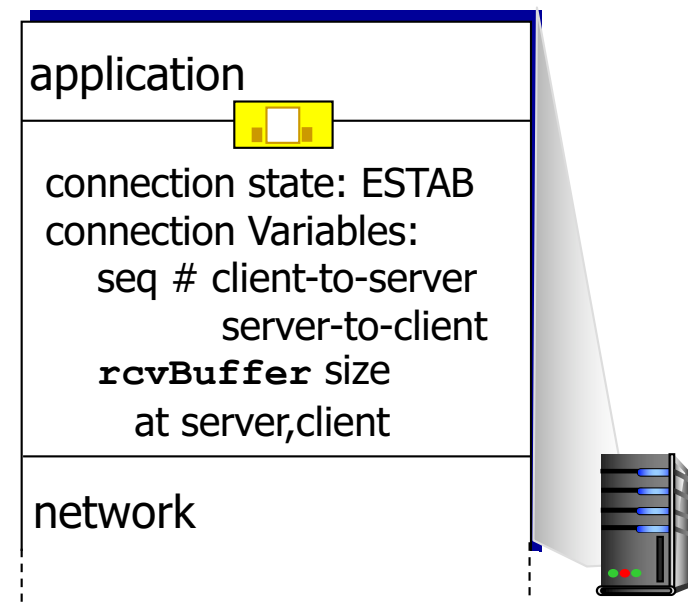 application
connection state: ESTAB
connection Variables:
seq # client-to-server
server-to-client
rcvBuffer size
at server,client
network